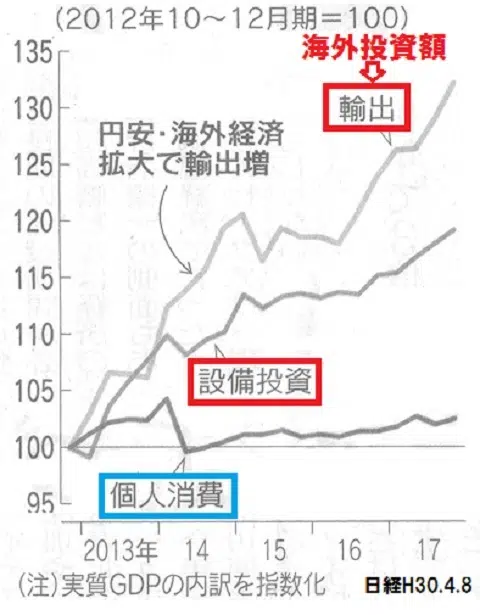 (2012年10～12月期＝100)
海外投資額
⇩
輸出
円安・海外経済
拡大で輸出増
設備投資
個人消費
135
130
125
120
115
110
105
100
95
2013年 14 15 16 17
(注)実質GDPの内訳を指数化
日経H30.4.8